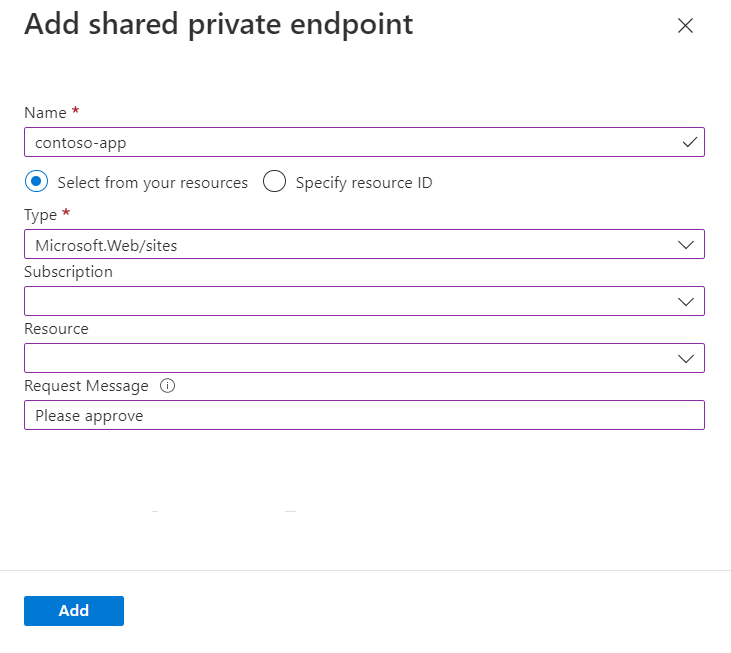 Add shared private endpoint
Name *
contoso-app
Select from your resources Specify resource ID
Type *
Microsoft.Web/sites
Subscription
Resource
Request Message
Please approve
Add